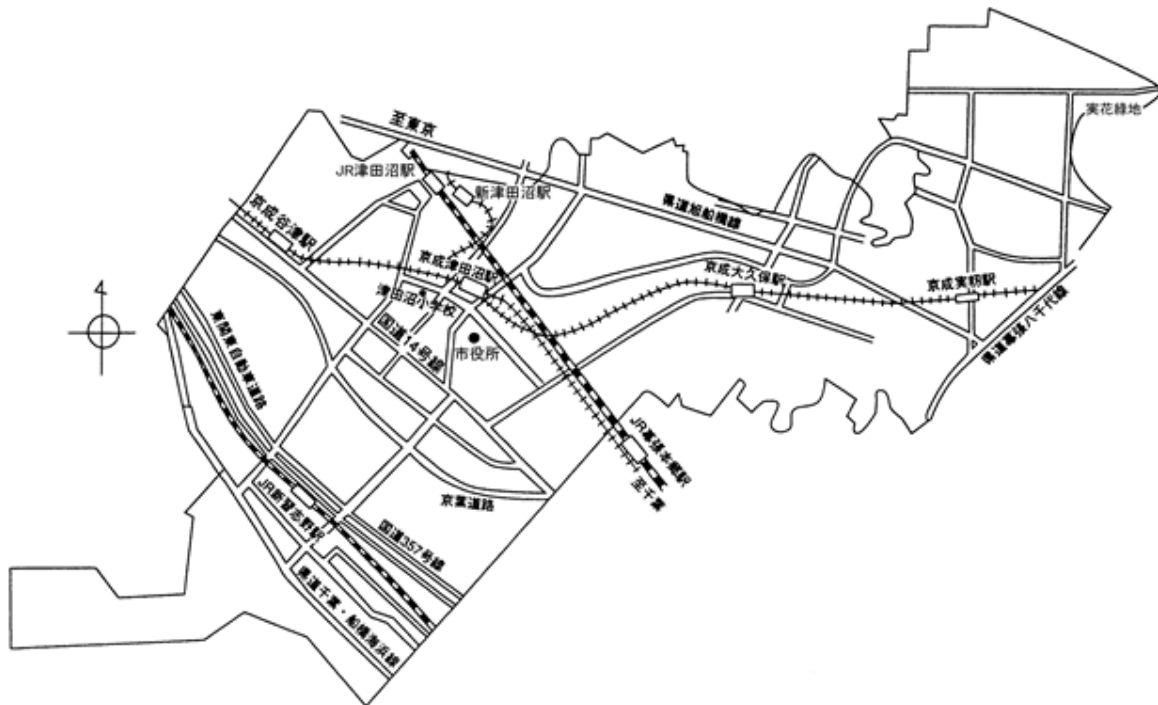 実花緑地
至東京
JR津田沼駅
新津田沼駅
京成谷津駅
県道旭船橋線
京成津田沼駅
京成大久保駅
京成実籾駅
津田沼小学校
国道14号線
市役所
県道幕張八千代線
4
東関東自動車道路
JR幕張本郷駅
至千葉
京葉道路
JR新習志野駅
国道357号線
県道千葉・船橋海浜線